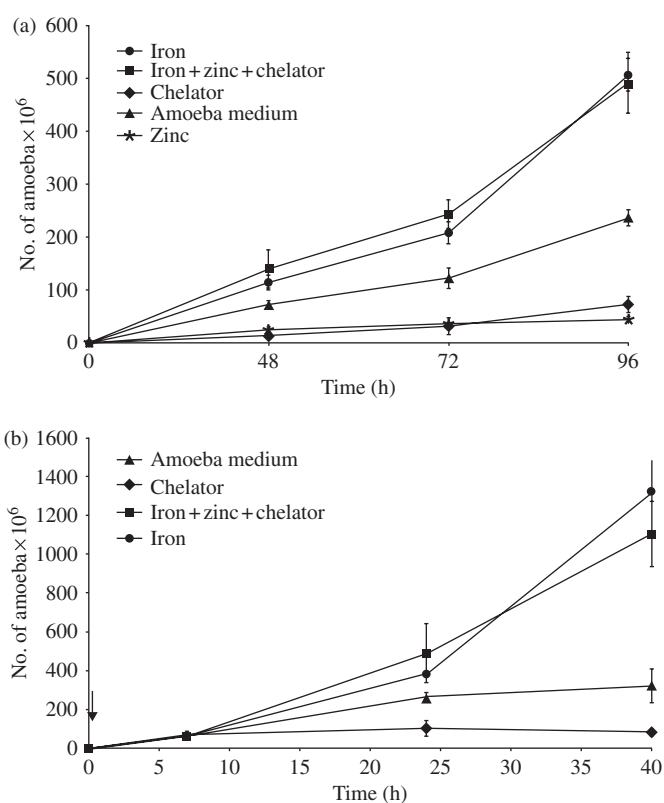 (a)
600
500
400
300
200
100
0
No. of amoeba×10⁶
Iron
Iron+zinc+chelator
Chelator
Amoeba medium
Zinc
0 48 72 96
Time (h)
(b)
1600
1400
1200
1000
800
600
400
200
0
No. of amoeba×10⁶
Amoeba medium
Chelator
Iron+zinc+chelator
Iron
0 5 10 15 20 25 30 35 40
Time (h)